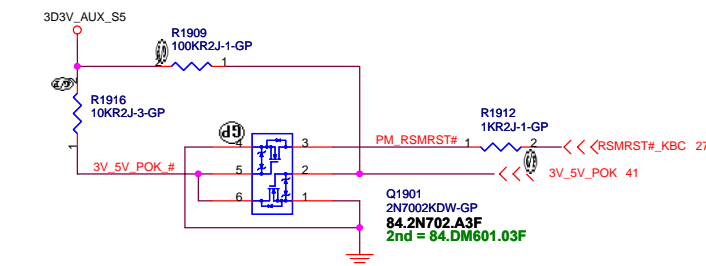 3D3V_AUX_S5
R1909
100KR2J-1-GP
2
1
R1916
10KR2J-3-GP
1
GP
R1912
1KR2J-1-GP
PM_RSMRST#
1
2
RSMRST#_KBC 27
4
3
3V_5V_POK_#
5
2
3V_5V_POK 41
6
1
Q1901
2N7002KDW-GP
84.2N702.A3F
2nd = 84.DM601.03F